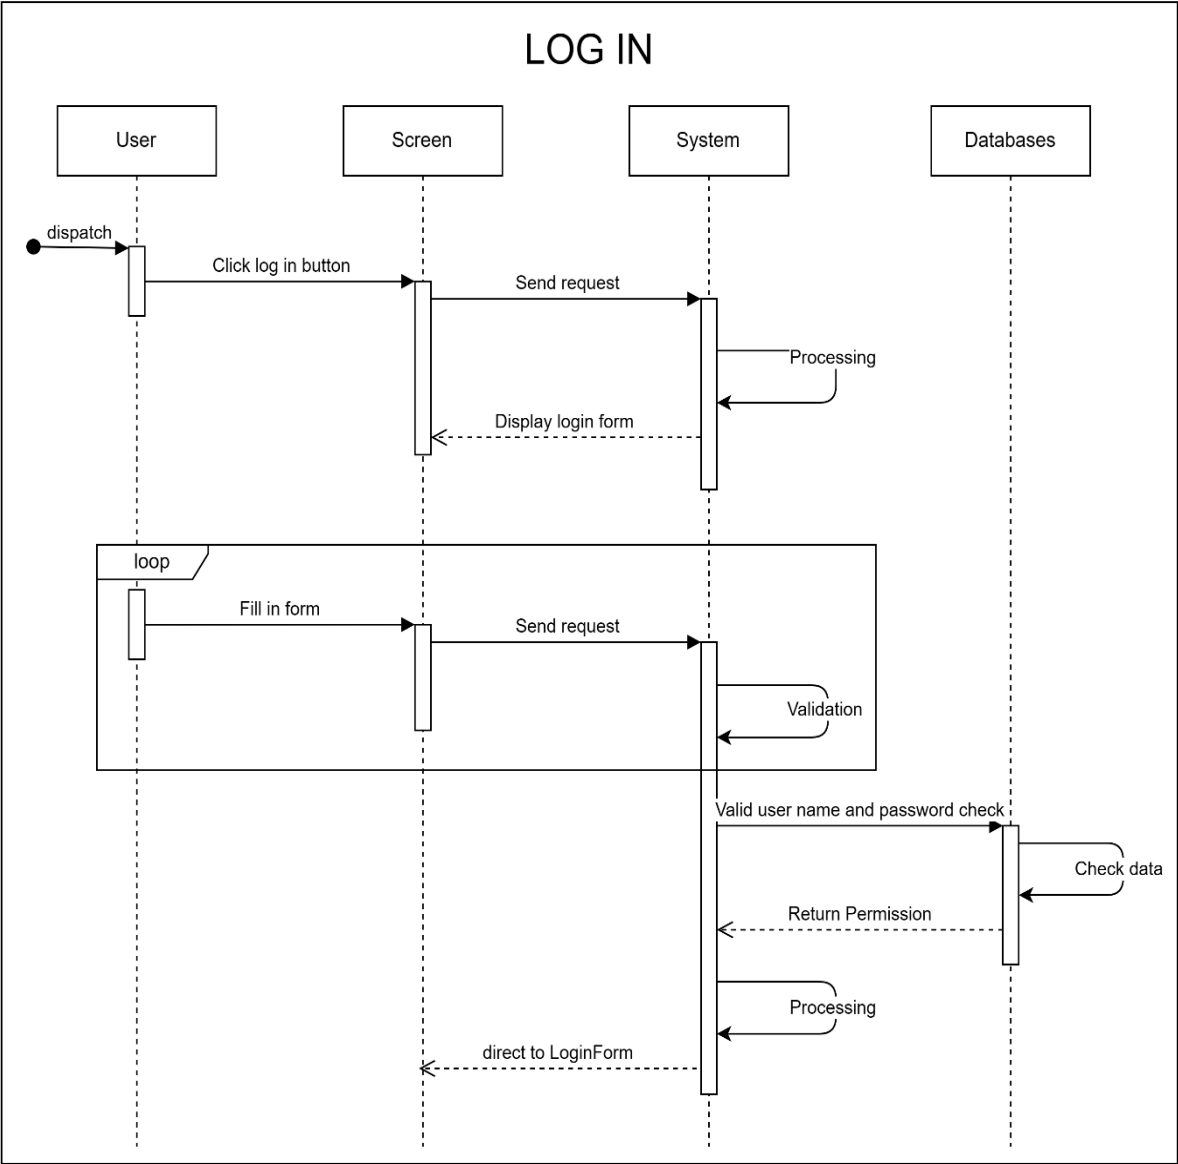 LOG IN
User
Screen
System
Databases
dispatch
Click log in button
Send request
Processing
Display login form
loop
Fill in form
Send request
Validation
Valid user name and password check
Check data
Return Permission
Processing
direct to LoginForm